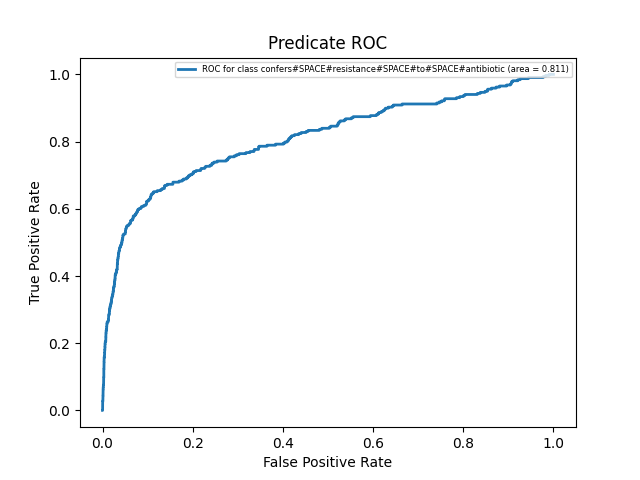 Predicate ROC
ROC for class confers#SPACE#resistance#SPACE#to#SPACE#antibiotic (area = 0.811)
True Positive Rate
1.0
0.8
0.6
0.4
0.2
0.0
0.0 0.2 0.4 0.6 0.8 1.0
False Positive Rate